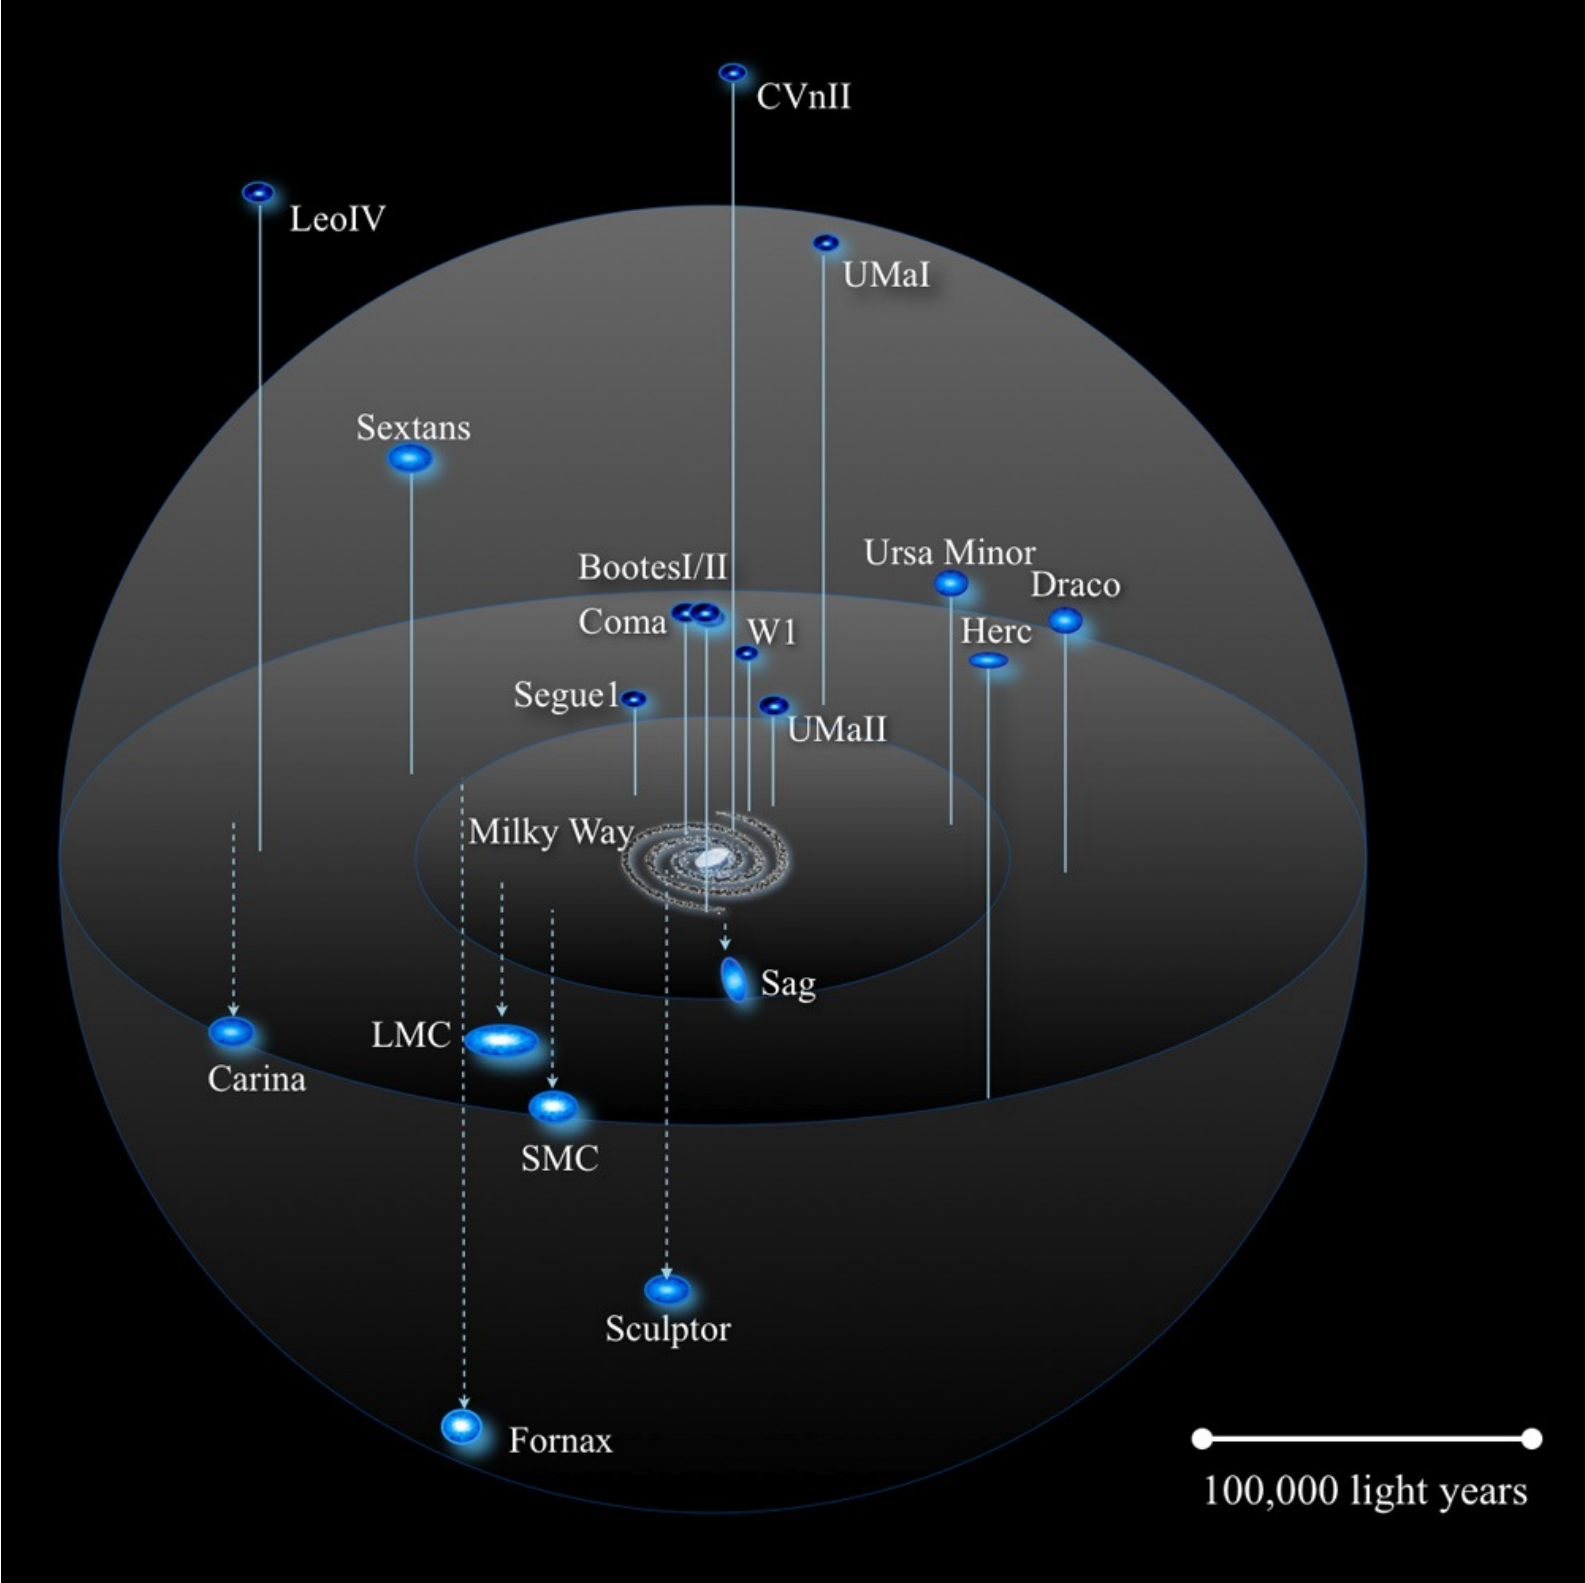 CVnII
LeoIV
UMaI
Sextans
Ursa Minor
BootesI/II
Draco
Coma
W1
Herc
Segue1
UMaII
Milky Way
Sag
LMC
Carina
SMC
Sculptor
Fornax
100,000 light years